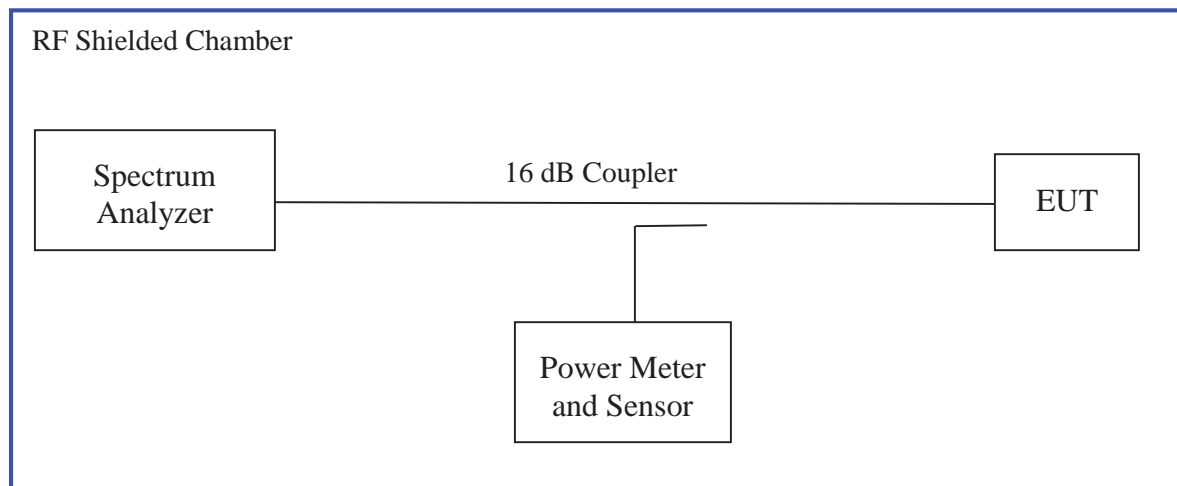 RF Shielded Chamber
Spectrum
Analyzer
16 dB Coupler
EUT
Power Meter
and Sensor